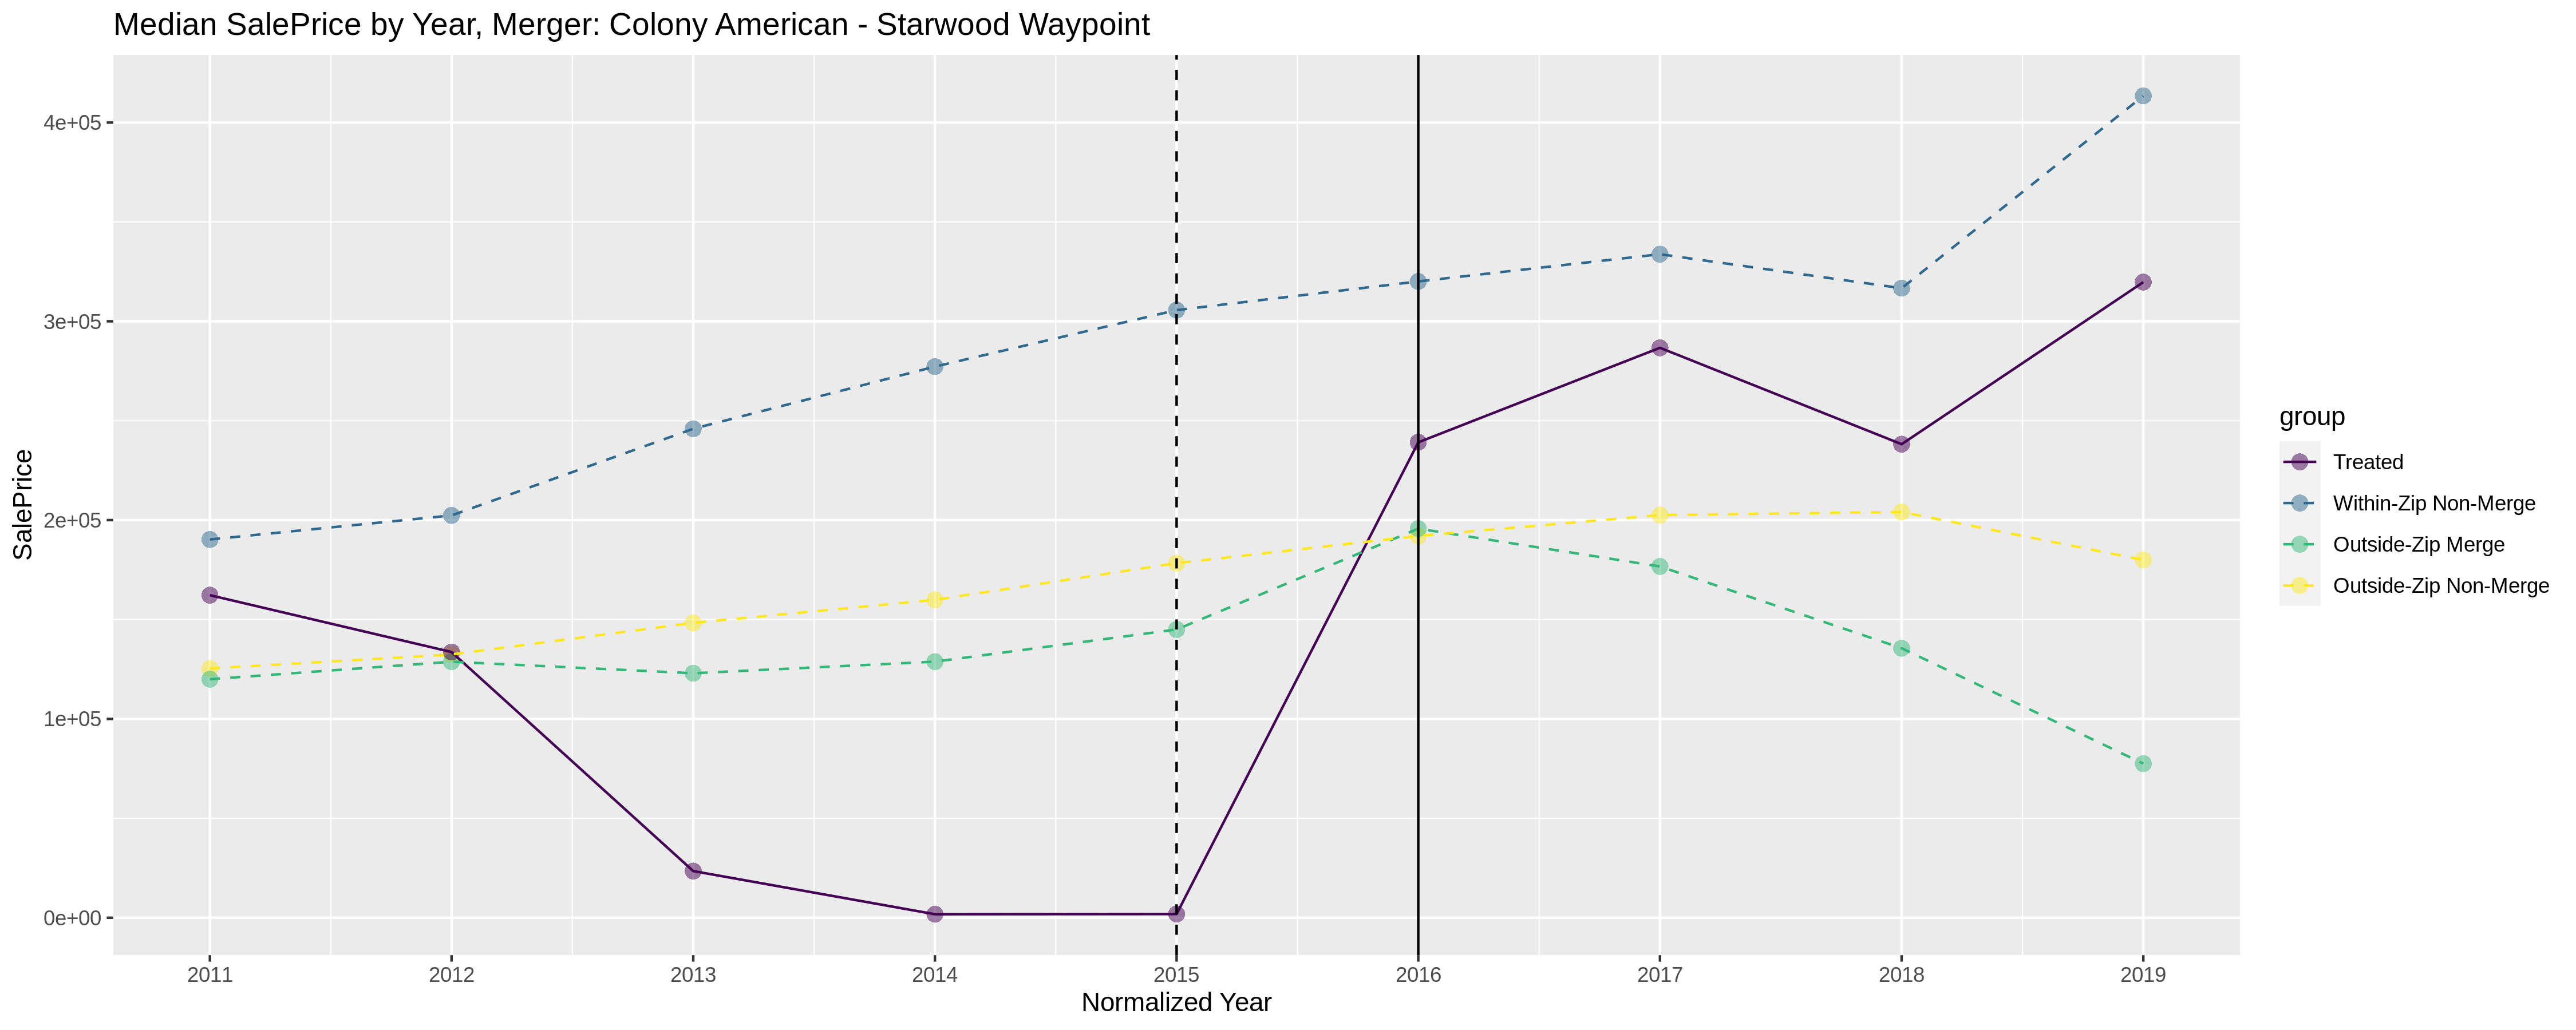 Median SalePrice by Year, Merger: Colony American - Starwood Waypoint
4e+05
3e+05
2e+05
1e+05
0e+00
SalePrice
2011 2012 2013 2014 2015 2016 2017 2018 2019
Normalized Year
group
Treated
Within-Zip Non-Merge
Outside-Zip Merge
Outside-Zip Non-Merge